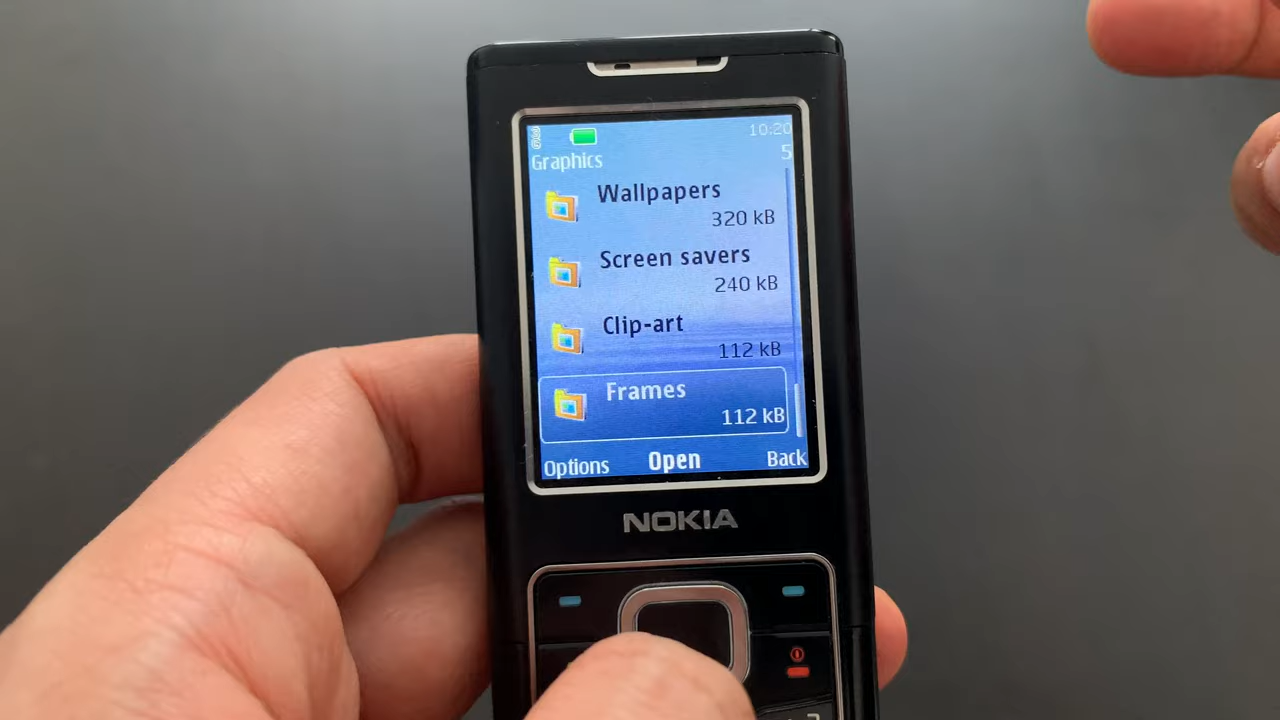 10:20
Graphics 5
Wallpapers
320 kB
Screen savers
240 kB
Clip-art
112 kB
Frames
112 kB
Options Open Back
NOKIA